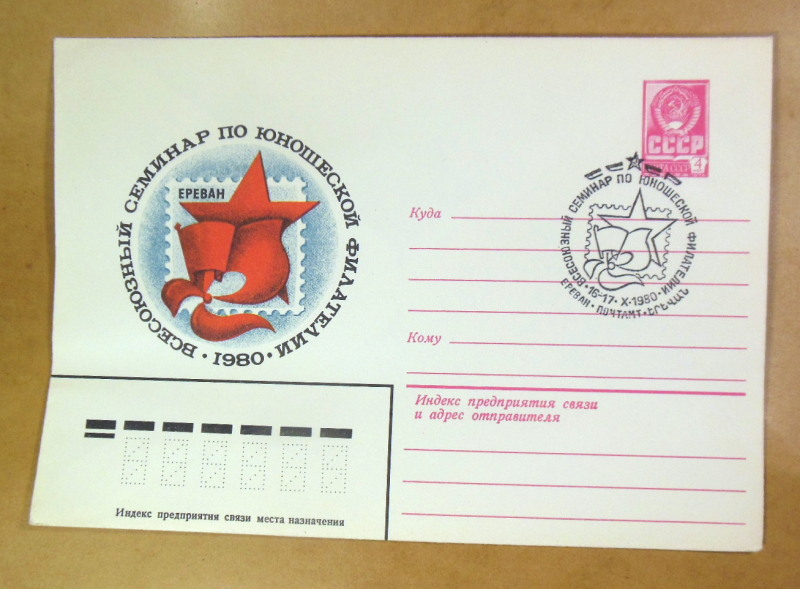 ВСЕСОЮЗНЫЙ СЕМИНАР ПО ЮНОШЕСКОЙ ФИЛАТЕЛИИ
• 1980 •
ЕРЕВАН
СССР
4
ВСЕСОЮЗНЫЙ СЕМИНАР ПО ЮНОШЕСКОЙ ФИЛАТЕЛИИ
• 16-17 • X • 1980 •
ЕРЕВАН • ПОЧТАМТ • ԵՐԵՎԱՆ
Куда
Кому
Индекс предприятия связи
и адрес отправителя
Индекс предприятия связи места назначения